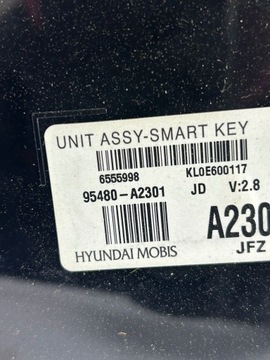 UNIT ASSY-SMART KEY
6555998 KL0E600117
95480-A2301 JD V:2.8
A230
HYUNDAI MOBIS JFZ